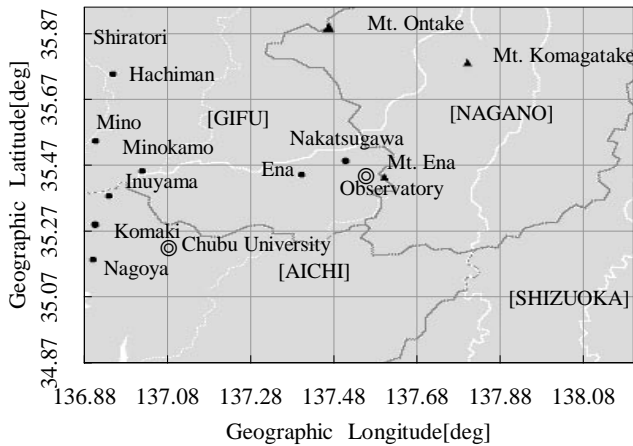 Mt. Ontake
Shiratori
Mt. Komagatake
Hachiman
[GIFU]
[NAGANO]
Mino
Nakatsugawa
Minokamo
Mt. Ena
Ena
Inuyama
Observatory
Komaki
Chubu University
Nagoya
[AICHI]
[SHIZUOKA]
Geographic Latitude[deg]
35.87
35.67
35.47
35.27
35.07
34.87
136.88 137.08 137.28 137.48 137.68 137.88 138.08
Geographic Longitude[deg]